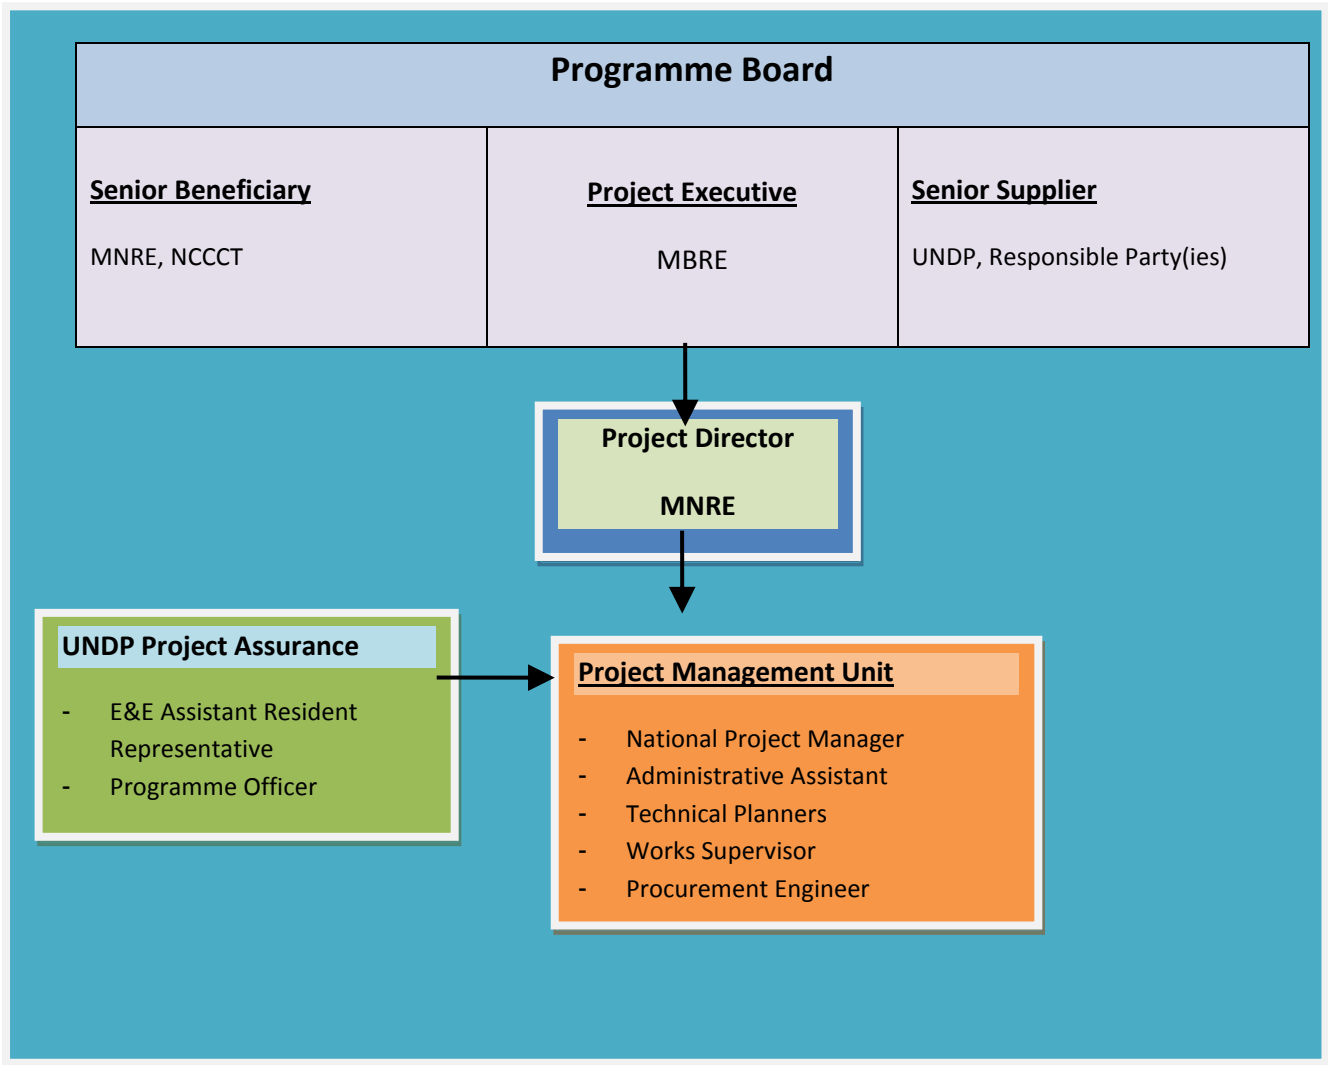 Programme Board
Senior Beneficiary
MNRE, NCCCT
Project Executive
MBRE
Senior Supplier
UNDP, Responsible Party(ies)
Project Director
MNRE
UNDP Project Assurance
- E&E Assistant Resident
Representative
- Programme Officer
Project Management Unit
- National Project Manager
- Administrative Assistant
- Technical Planners
- Works Supervisor
- Procurement Engineer